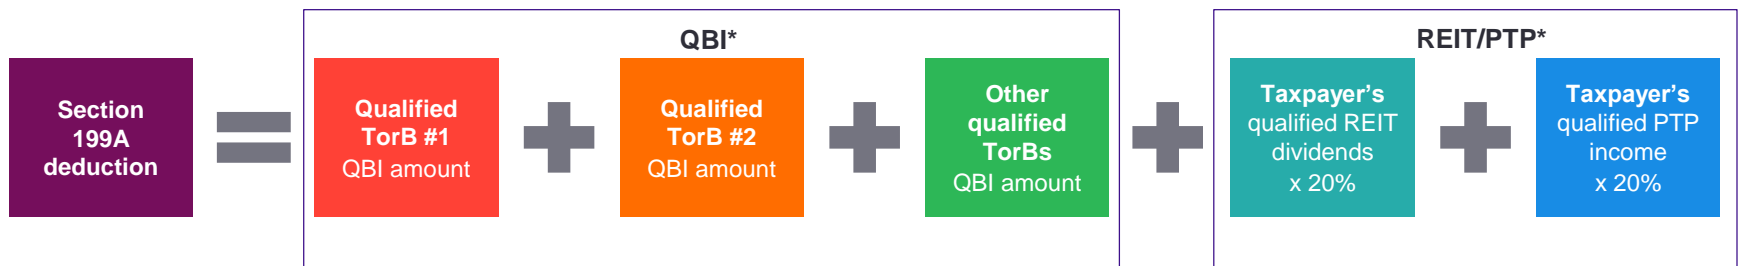 QBI*
REIT/PTP*
Section
199A
deduction
Qualified
TorB #1
QBI amount
Qualified
TorB #2
QBI amount
Other
qualified
TorBs
QBI amount
Taxpayer's
qualified REIT
dividends
x 20%
Taxpayer's
qualified PTP
income
x 20%